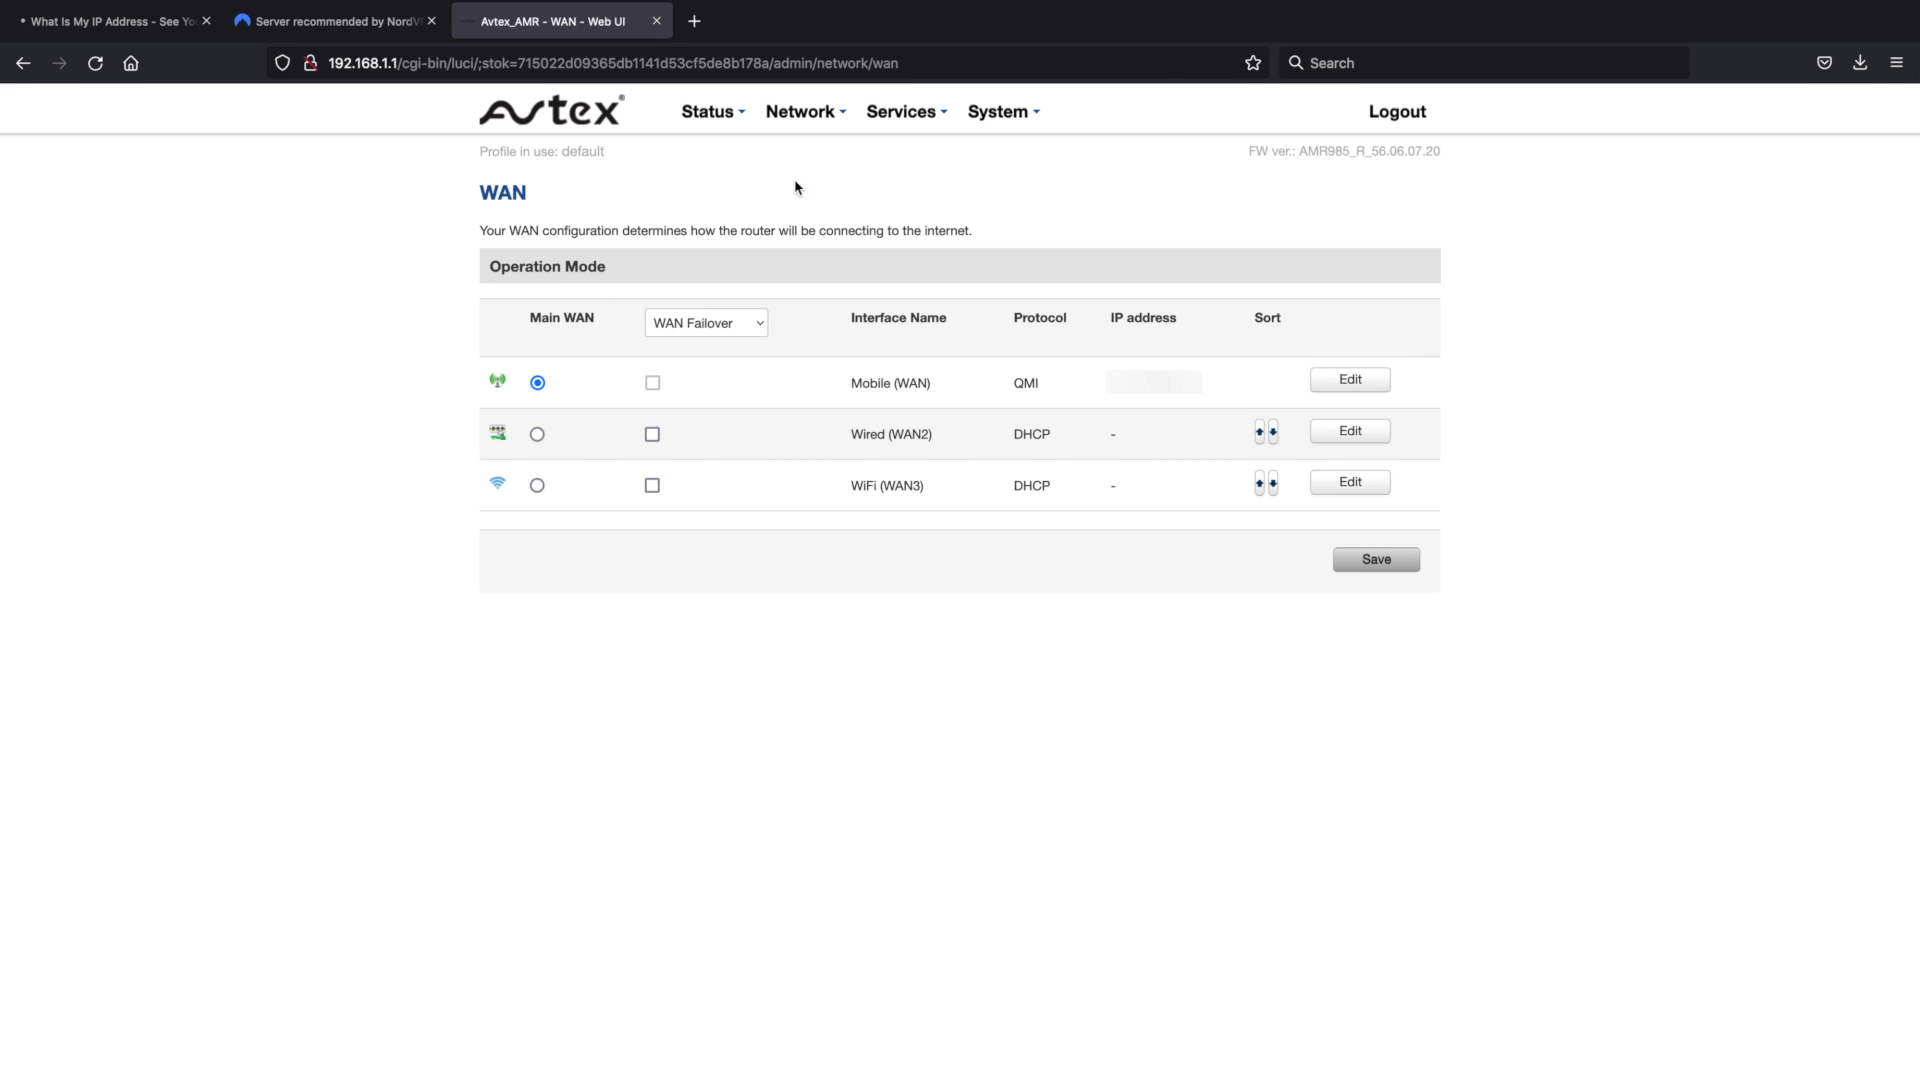 What Is My IP Address - See Yo
Server recommended by NordV
Avtex_AMR - WAN - Web UI
192.168.1.1/cgi-bin/luci/;stok=715022d09365db1141d53cf5de8b178a/admin/network/wan
Search
Avtex®
Status
Network
Services
System
Logout
Profile in use: default
FW ver.: AMR985_R_56.06.07.20
WAN
Your WAN configuration determines how the router will be connecting to the internet.
Operation Mode
Main WAN
WAN Failover
Interface Name
Protocol
IP address
Sort
Mobile (WAN)
QMI
Edit
Wired (WAN2)
DHCP
-
Edit
WiFi (WAN3)
DHCP
-
Edit
Save